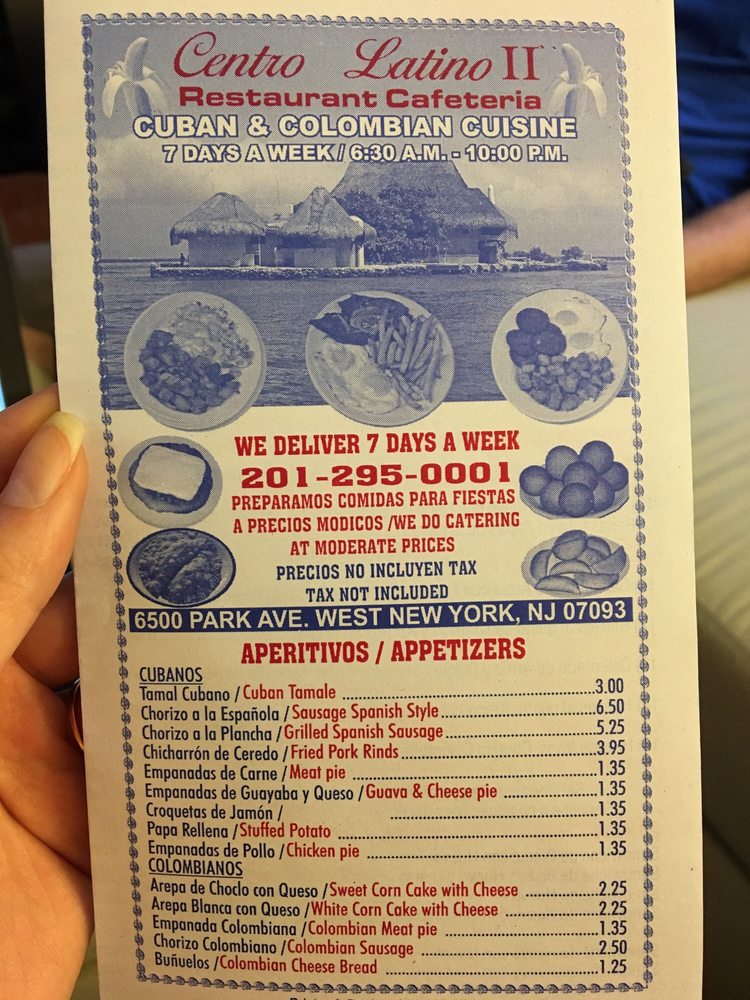 Centro Latino II
Restaurant Cafeteria
CUBAN & COLOMBIAN CUISINE
7 DAYS A WEEK / 6:30 A.M. - 10:00 P.M.
WE DELIVER 7 DAYS A WEEK
201-295-0001
PREPARAMOS COMIDAS PARA FIESTAS
A PRECIOS MODICOS /WE DO CATERING
AT MODERATE PRICES
PRECIOS NO INCLUYEN TAX
TAX NOT INCLUDED
6500 PARK AVE. WEST NEW YORK, NJ 07093
APERITIVOS / APPETIZERS
CUBANOS
Tamal Cubano / Cuban Tamale ........ 3.00
Chorizo a la Española / Sausage Spanish Style ........ 6.50
Chorizo a la Plancha / Grilled Spanish Sausage ........ 5.25
Chicharrón de Ceredo / Fried Pork Rinds ........ 3.95
Empanadas de Carne / Meat pie ........ 1.35
Empanadas de Guayaba y Queso / Guava & Cheese pie ........ 1.35
Croquetas de Jamón / ........ 1.35
Papa Rellena / Stuffed Potato ........ 1.35
Empanadas de Pollo / Chicken pie ........ 1.35
COLOMBIANOS
Arepa de Choclo con Queso / Sweet Corn Cake with Cheese ........ 2.25
Arepa Blanca con Queso / White Corn Cake with Cheese ........ 2.25
Empanada Colombiana / Colombian Meat pie ........ 1.35
Chorizo Colombiano / Colombian Sausage ........ 2.50
Buñuelos / Colombian Cheese Bread ........ 1.25